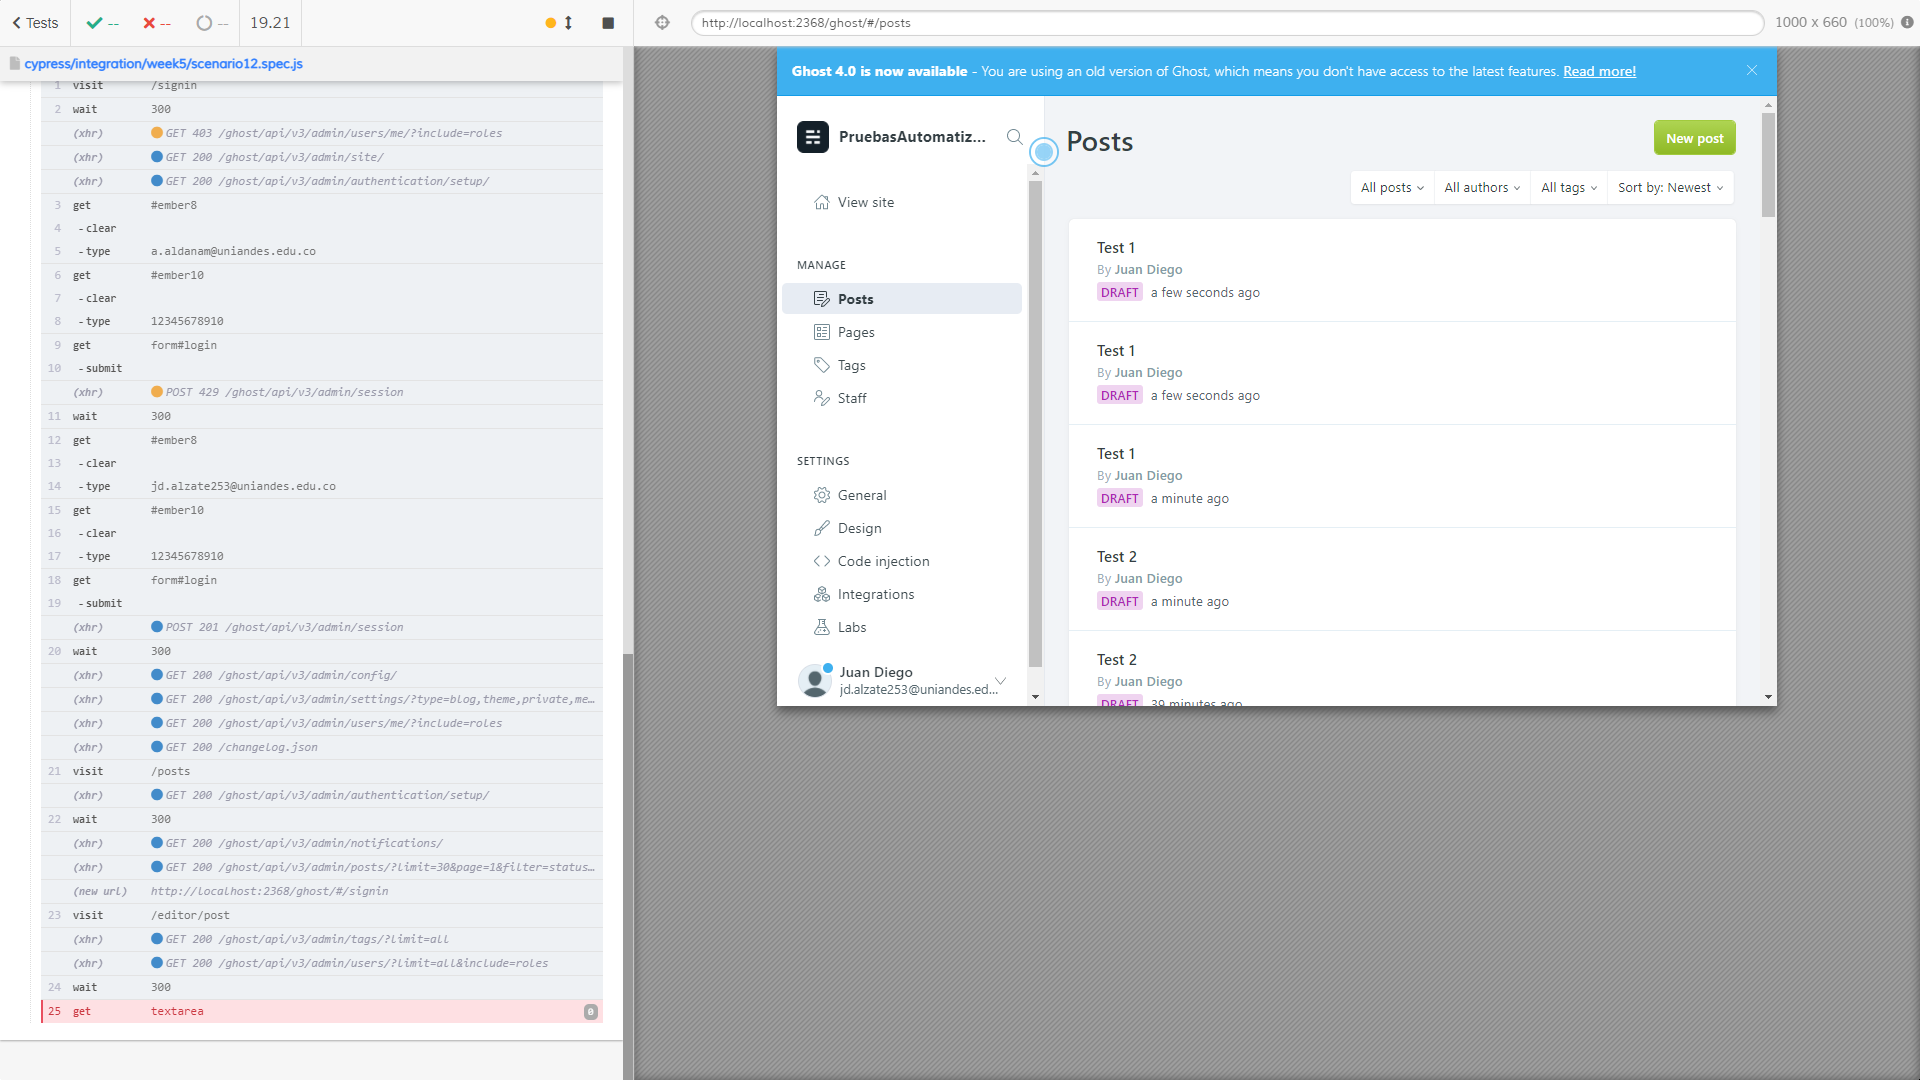 Tests
--
--
--
19.21
http://localhost:2368/ghost/#/posts
1000 x 660 (100%)
cypress/integration/week5/scenario12.spec.js
1 visit /signin
2 wait 300
(xhr) GET 403 /ghost/api/v3/admin/users/me/?include=roles
(xhr) GET 200 /ghost/api/v3/admin/site/
(xhr) GET 200 /ghost/api/v3/admin/authentication/setup/
3 get #ember8
4 -clear
5 -type a.aldanam@uniandes.edu.co
6 get #ember10
7 -clear
8 -type 12345678910
9 get form#login
10 -submit
(xhr) POST 429 /ghost/api/v3/admin/session
11 wait 300
12 get #ember8
13 -clear
14 -type jd.alzate253@uniandes.edu.co
15 get #ember10
16 -clear
17 -type 12345678910
18 get form#login
19 -submit
(xhr) POST 201 /ghost/api/v3/admin/session
20 wait 300
(xhr) GET 200 /ghost/api/v3/admin/config/
(xhr) GET 200 /ghost/api/v3/admin/settings/?type=blog,theme,private,me...
(xhr) GET 200 /ghost/api/v3/admin/users/me/?include=roles
(xhr) GET 200 /changelog.json
21 visit /posts
(xhr) GET 200 /ghost/api/v3/admin/authentication/setup/
22 wait 300
(xhr) GET 200 /ghost/api/v3/admin/notifications/
(xhr) GET 200 /ghost/api/v3/admin/posts/?limit=30&page=1&filter=status...
(new url) http://localhost:2368/ghost/#/signin
23 visit /editor/post
(xhr) GET 200 /ghost/api/v3/admin/tags/?limit=all
(xhr) GET 200 /ghost/api/v3/admin/users/?limit=all&include=roles
24 wait 300
25 get textarea 0
Ghost 4.0 is now available - You are using an old version of Ghost, which means you don't have access to the latest features. Read more!
PruebasAutomatiz...
View site
MANAGE
Posts
Pages
Tags
Staff
SETTINGS
General
Design
Code injection
Integrations
Labs
Juan Diego
jd.alzate253@uniandes.ed...
Posts
New post
All posts
All authors
All tags
Sort by: Newest
Test 1
By Juan Diego
DRAFT a few seconds ago
Test 1
By Juan Diego
DRAFT a few seconds ago
Test 1
By Juan Diego
DRAFT a minute ago
Test 2
By Juan Diego
DRAFT a minute ago
Test 2
By Juan Diego
DRAFT 39 minutes ago